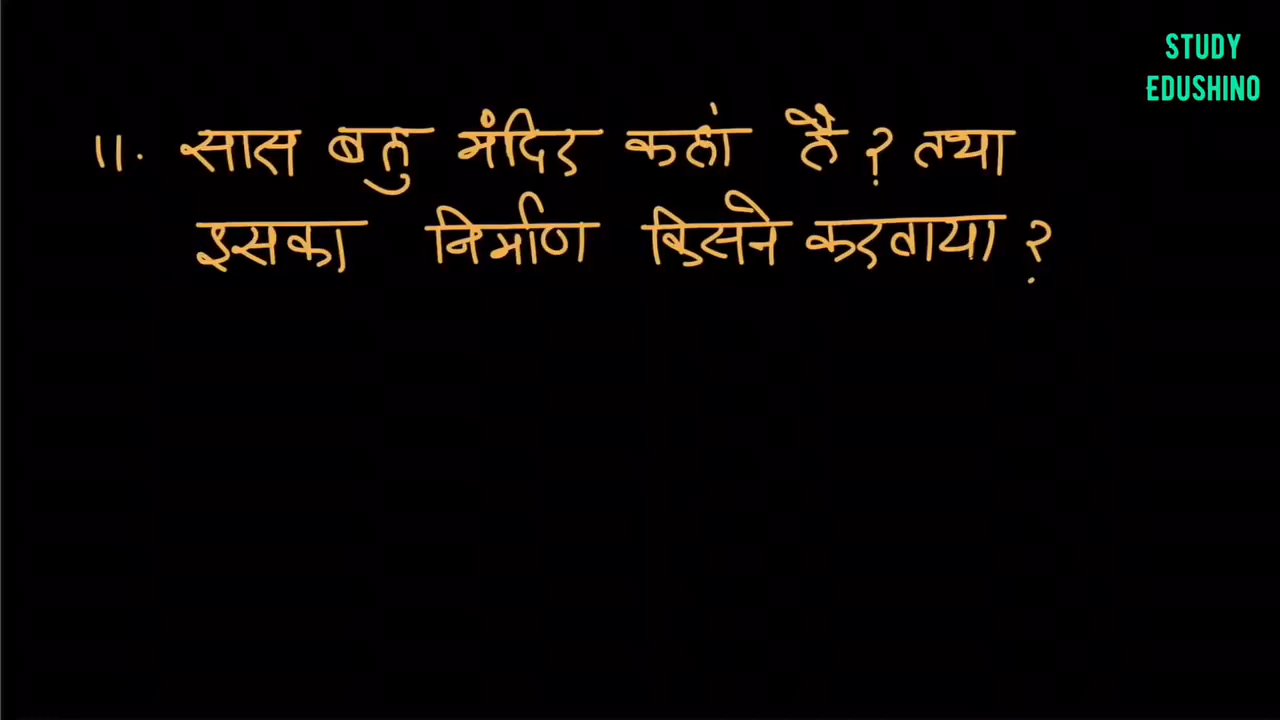 STUDY
EDUSHINO
11. सास बहु मंदिर कहां है? तथा
इसका निर्माण किसने करवाया?